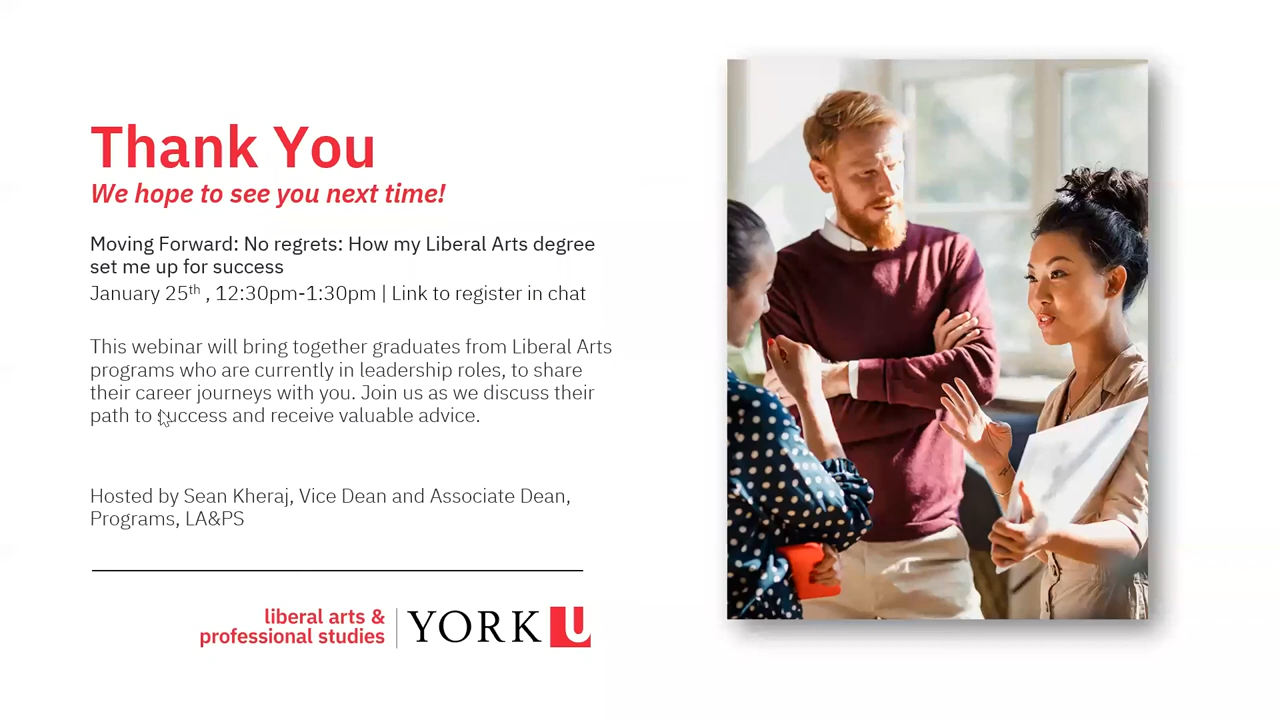 Thank You
We hope to see you next time!
Moving Forward: No regrets: How my Liberal Arts degree
set me up for success
January 25th , 12:30pm-1:30pm | Link to register in chat
This webinar will bring together graduates from Liberal Arts
programs who are currently in leadership roles, to share
their career journeys with you. Join us as we discuss their
path to success and receive valuable advice.
Hosted by Sean Kheraj, Vice Dean and Associate Dean,
Programs, LA&PS
liberal arts &
professional studies
YORK U